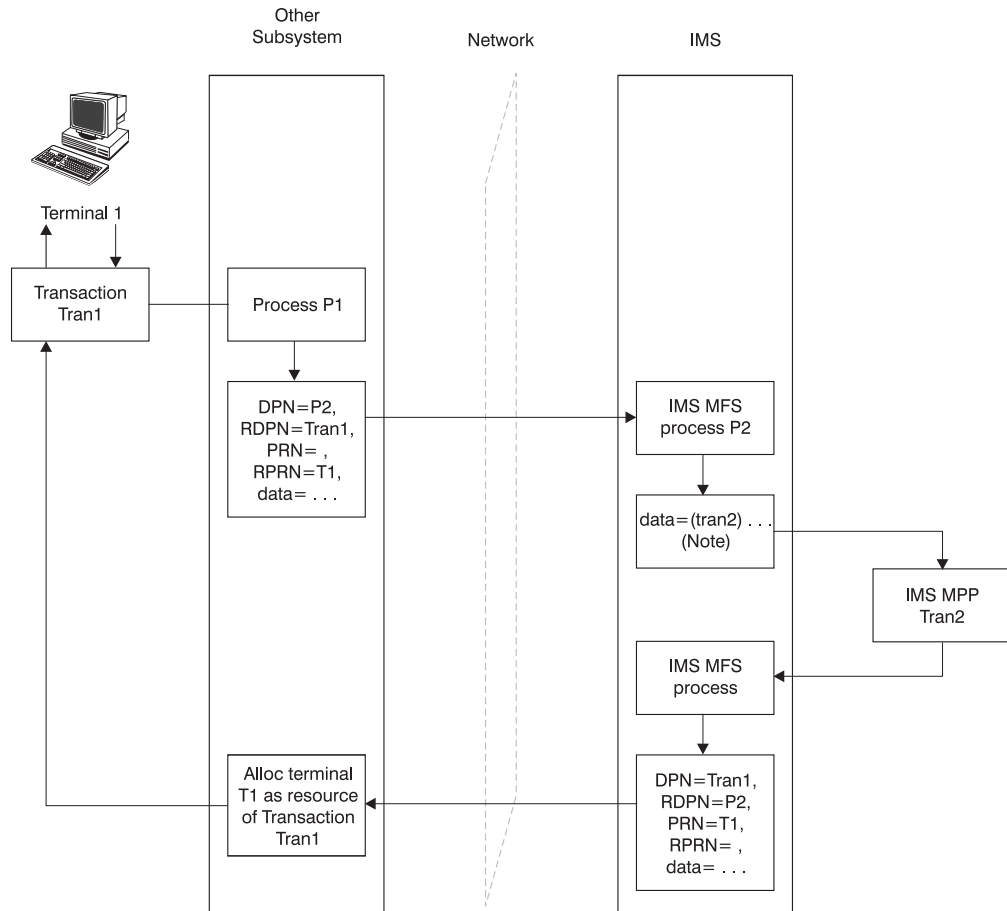 Other
Subsystem
Network
IMS
Terminal 1
Transaction
Tran1
Process P1
DPN=P2,
RDPN=Tran1,
PRN= ,
RPRN=T1,
data= . . .
IMS MFS
process P2
data=(tran2) . . .
(Note)
IMS MPP
Tran2
IMS MFS
process
Alloc terminal
T1 as resource
of Transaction
Tran1
DPN=Tran1,
RDPN=P2,
PRN=T1,
RPRN= ,
data= . . .